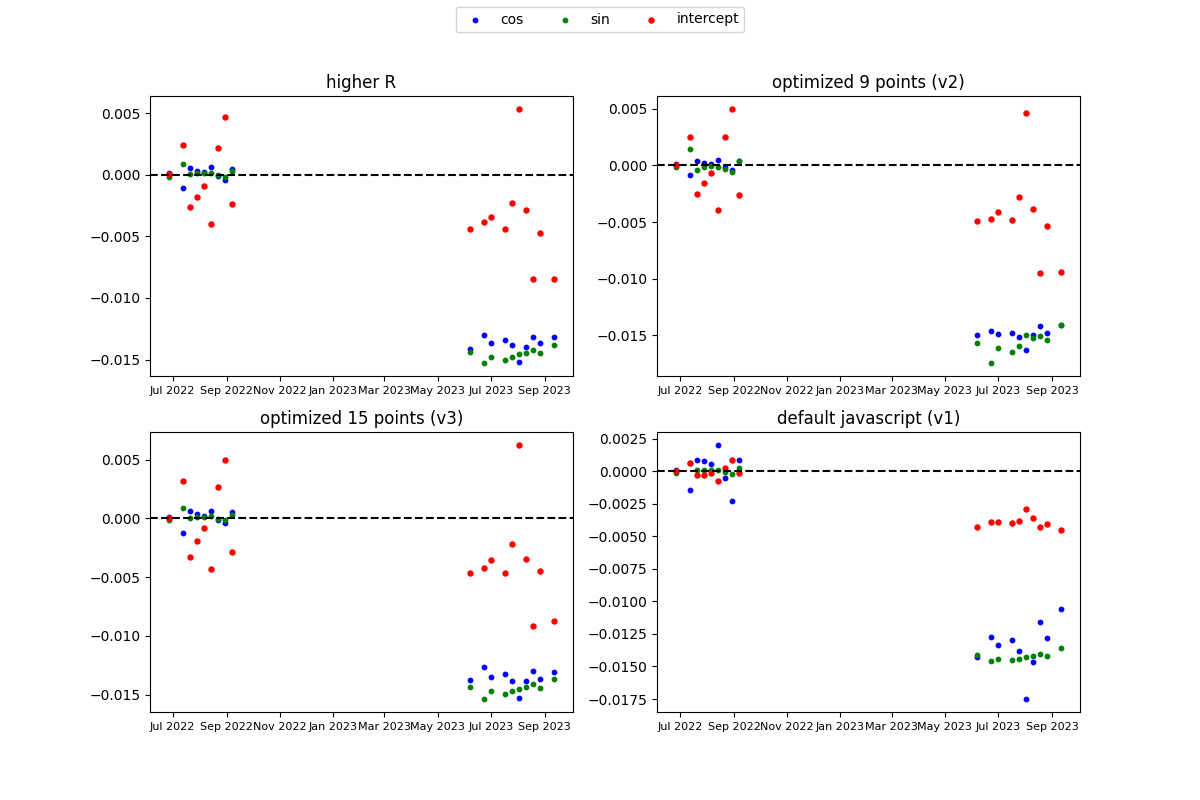 cos sin intercept
higher R
0.005
0.000
−0.005
−0.010
−0.015
Jul 2022 Sep 2022 Nov 2022 Jan 2023 Mar 2023 May 2023 Jul 2023 Sep 2023
optimized 9 points (v2)
0.005
0.000
−0.005
−0.010
−0.015
Jul 2022 Sep 2022 Nov 2022 Jan 2023 Mar 2023 May 2023 Jul 2023 Sep 2023
optimized 15 points (v3)
0.005
0.000
−0.005
−0.010
−0.015
Jul 2022 Sep 2022 Nov 2022 Jan 2023 Mar 2023 May 2023 Jul 2023 Sep 2023
default javascript (v1)
0.0025
0.0000
−0.0025
−0.0050
−0.0075
−0.0100
−0.0125
−0.0150
−0.0175
Jul 2022 Sep 2022 Nov 2022 Jan 2023 Mar 2023 May 2023 Jul 2023 Sep 2023